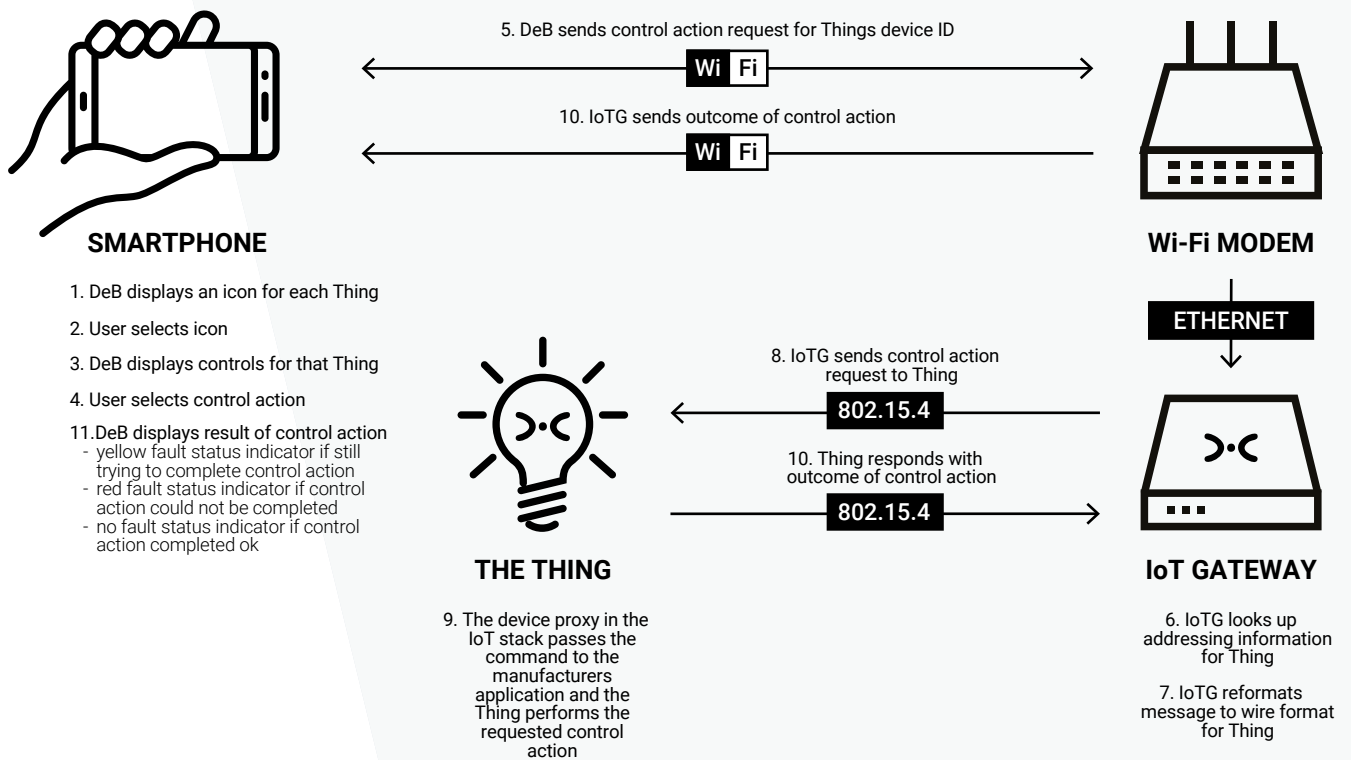 5. DeB sends control action request for Things device ID
Wi Fi
10. IoTG sends outcome of control action
Wi Fi
SMARTPHONE
1. DeB displays an icon for each Thing
2. User selects icon
3. DeB displays controls for that Thing
4. User selects control action
11.DeB displays result of control action
- yellow fault status indicator if still
trying to complete control action
- red fault status indicator if control
action could not be completed
- no fault status indicator if control
action completed ok
Wi-Fi MODEM
ETHERNET
8. IoTG sends control action
request to Thing
802.15.4
10. Thing responds with
outcome of control action
802.15.4
THE THING
9. The device proxy in the
IoT stack passes the
command to the
manufacturers
application and the
Thing performs the
requested control
action
IoT GATEWAY
6. IoTG looks up
addressing information
for Thing
7. IoTG reformats
message to wire format
for Thing